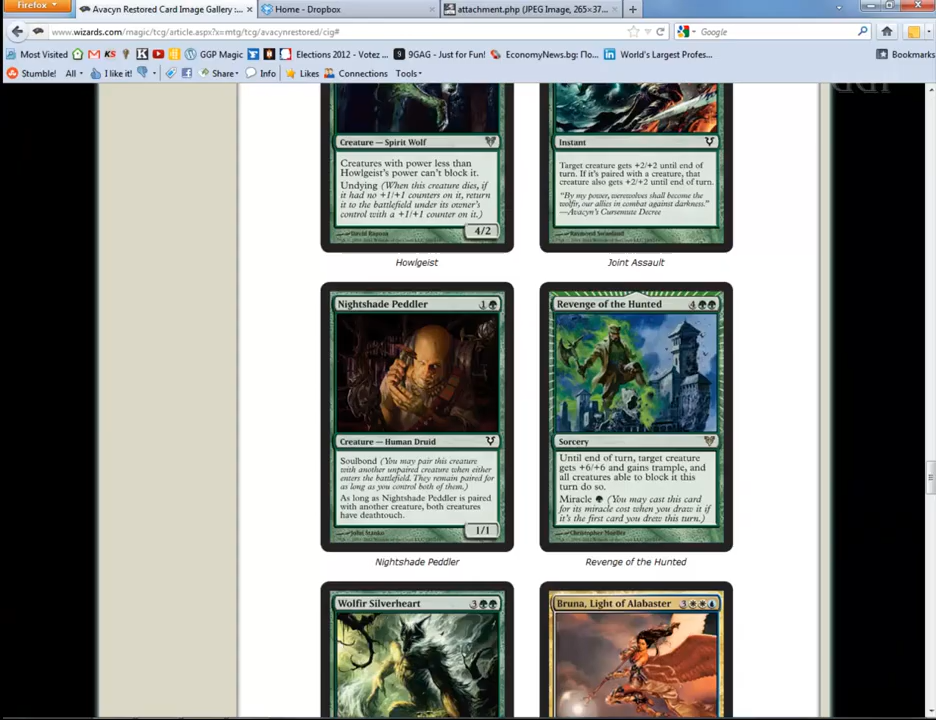 Firefox
Avacyn Restored Card Image Gallery :...
Home - Dropbox
attachment.php (JPEG Image, 265×37...
www.wizards.com/magic/tcg/article.aspx?x=mtg/tcg/avacynrestored/cig#
Google
Most Visited
GGP Magic
Elections 2012 - Votez ...
9GAG - Just for Fun!
EconomyNews.bg: По...
World's Largest Profes...
Bookmarks
Stumble!
All
I like it!
Share
Info
Likes
Connections
Tools
Creature — Spirit Wolf
Creatures with power less than
Howlgeist's power can't block it.
Undying (When this creature dies, if
it had no +1/+1 counters on it, return
it to the battlefield under its owner's
control with a +1/+1 counter on it.)
4/2
Howlgeist
Instant
Target creature gets +2/+2 until end of
turn. If it's paired with a creature, that
creature also gets +2/+2 until end of turn.
"By my power, werewolves shall become the
wolfir, our allies in combat against darkness."
—Avacyn's Cursemute Decree
Joint Assault
Nightshade Peddler 1
Creature — Human Druid
Soulbond (You may pair this creature
with another unpaired creature when either
enters the battlefield. They remain paired for
as long as you control both of them.)
As long as Nightshade Peddler is paired
with another creature, both creatures
have deathtouch.
1/1
Nightshade Peddler
Revenge of the Hunted 4
Sorcery
Until end of turn, target creature
gets +6/+6 and gains trample, and
all creatures able to block it this
turn do so.
Miracle (You may cast this card
for its miracle cost when you draw it if
it's the first card you drew this turn.)
Revenge of the Hunted
Wolfir Silverheart 3
Bruna, Light of Alabaster 3